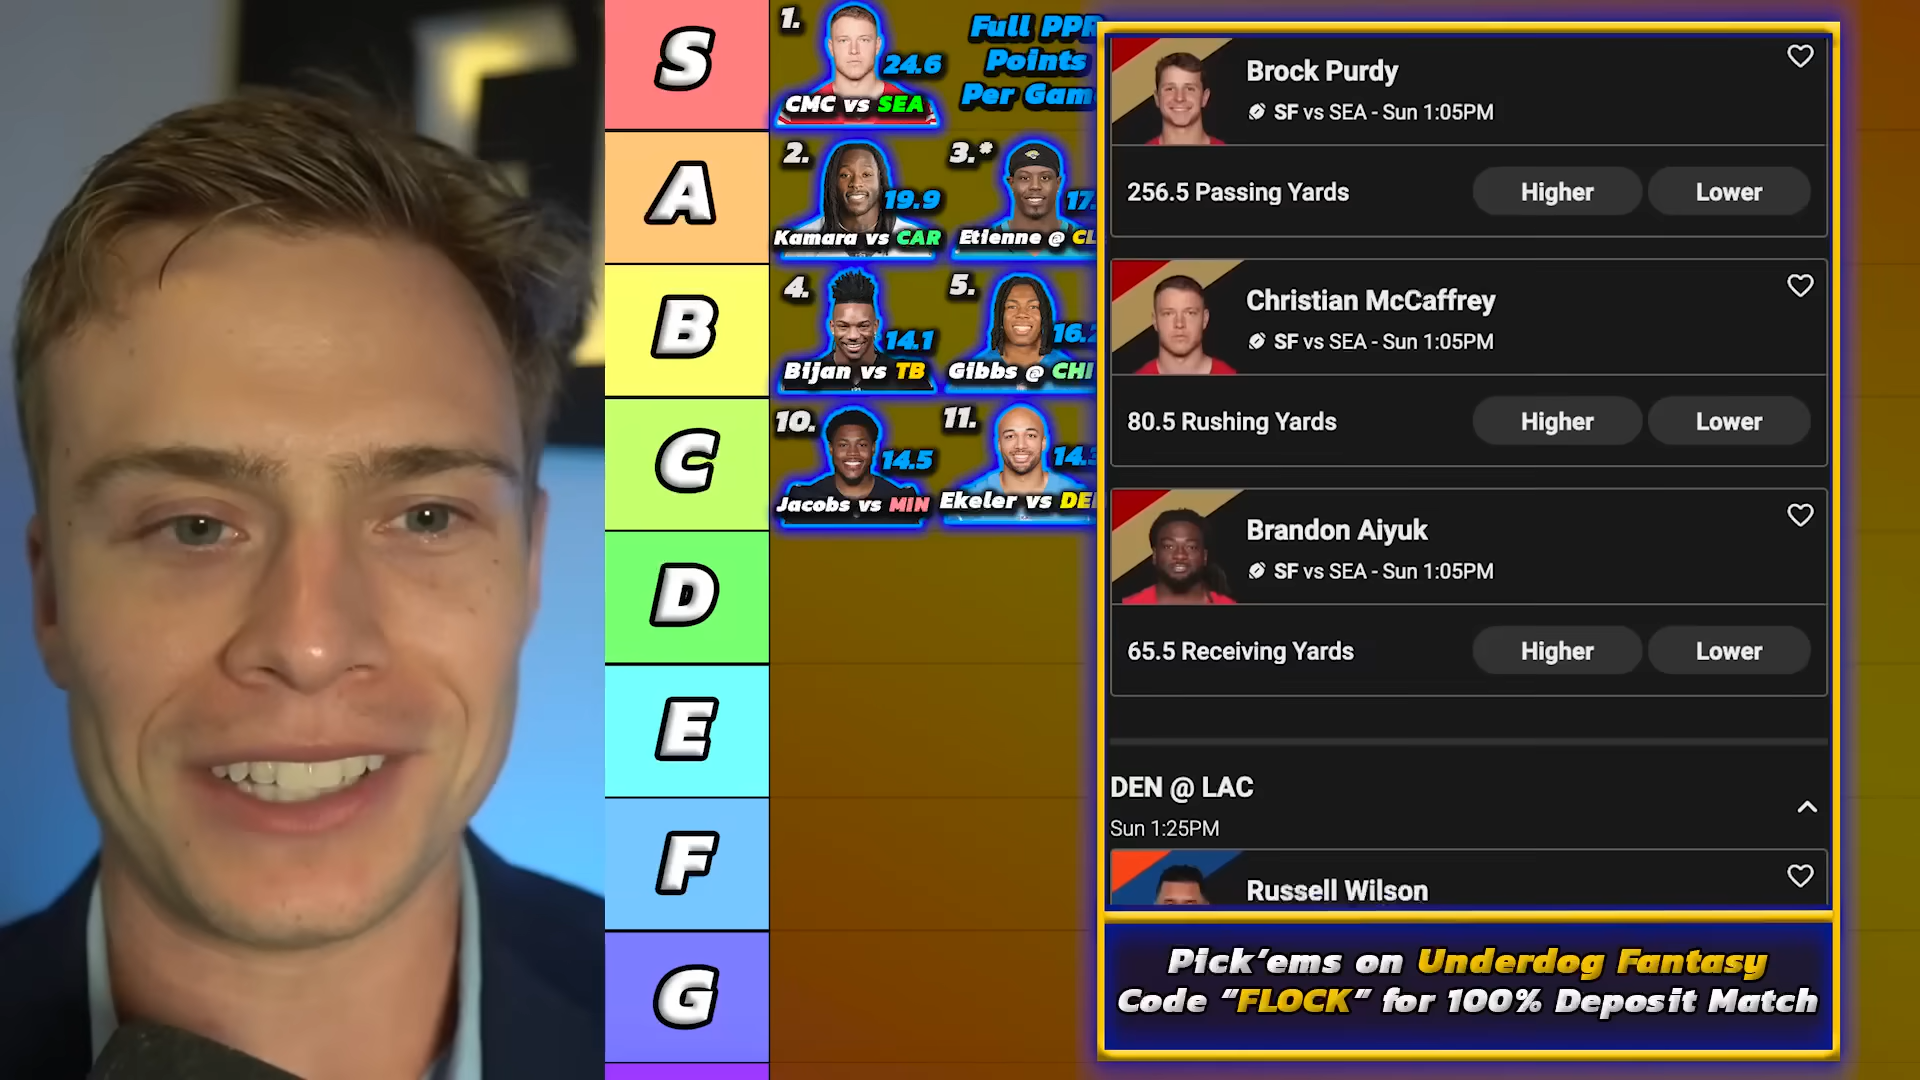 S
1.
24.6
CMC vs SEA
Full PPR
Points
Per Game
A
2.
19.9
Kamara vs CAR
3.*
17.
Etienne @ CL
B
4.
14.1
Bijan vs TB
5.
16.2
Gibbs @ CHI
C
10.
14.5
Jacobs vs MIN
11.
14.
Ekeler vs DE
D
E
F
G
Brock Purdy
SF vs SEA - Sun 1:05PM
256.5 Passing Yards
Higher
Lower
Christian McCaffrey
SF vs SEA - Sun 1:05PM
80.5 Rushing Yards
Higher
Lower
Brandon Aiyuk
SF vs SEA - Sun 1:05PM
65.5 Receiving Yards
Higher
Lower
DEN @ LAC
Sun 1:25PM
Russell Wilson
Pick'ems on Underdog Fantasy
Code "FLOCK" for 100% Deposit Match